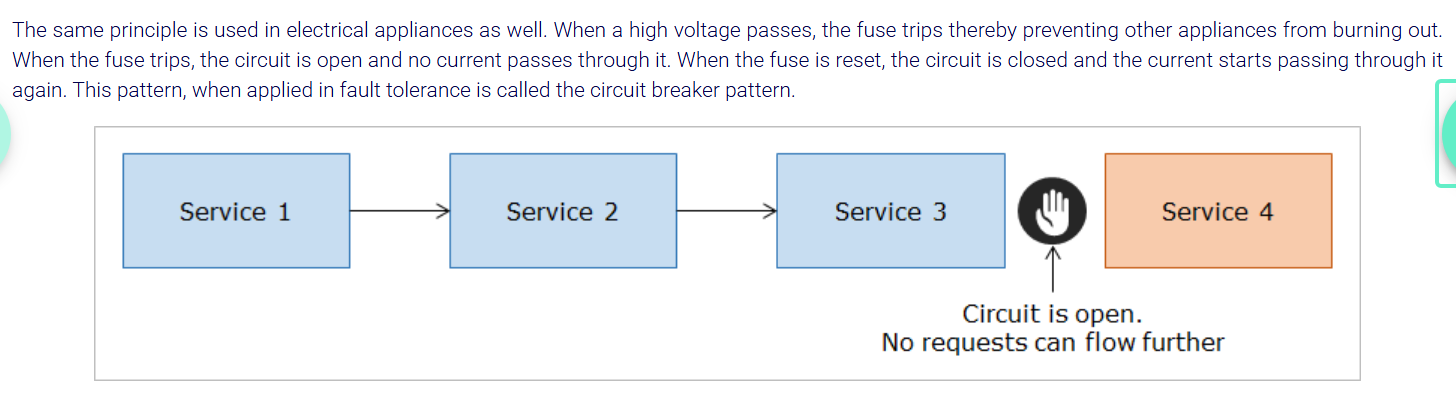 The same principle is used in electrical appliances as well. When a high voltage passes, the fuse trips thereby preventing other appliances from burning out.
When the fuse trips, the circuit is open and no current passes through it. When the fuse is reset, the circuit is closed and the current starts passing through it
again. This pattern, when applied in fault tolerance is called the circuit breaker pattern.
Service 1
Service 2
Service 3
Service 4
Circuit is open.
No requests can flow further